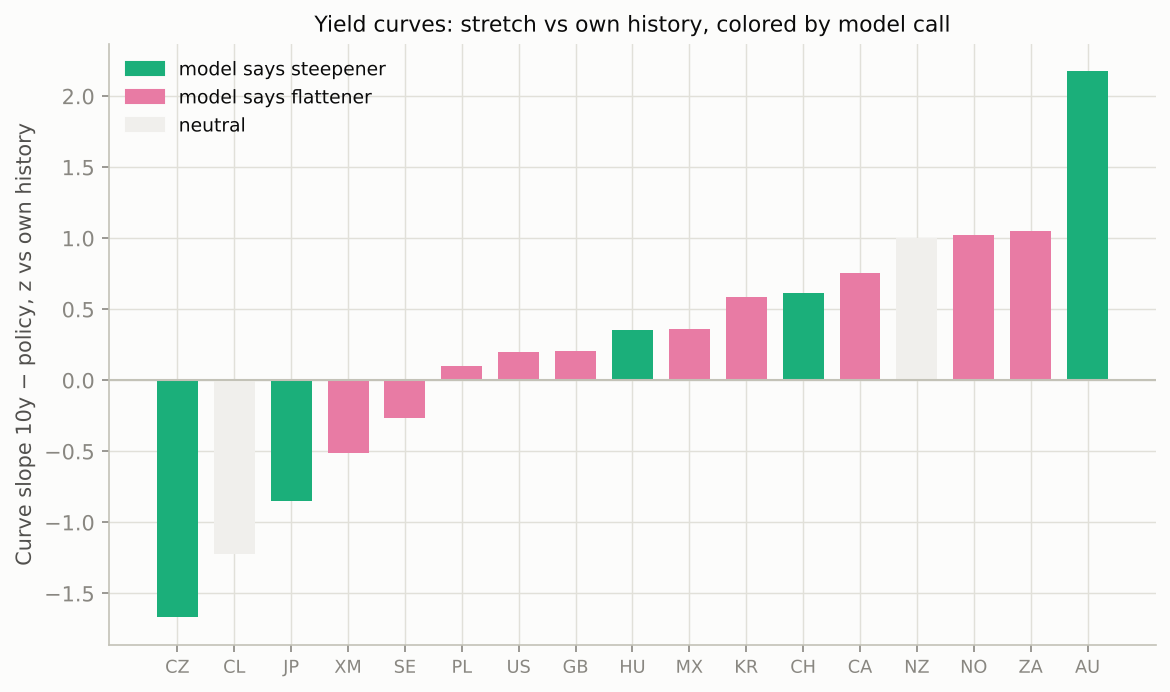 Yield curves: stretch vs own history, colored by model call
model says steepener
model says flattener
neutral
Curve slope 10y − policy, z vs own history
2.0
1.5
1.0
0.5
0.0
−0.5
−1.0
−1.5
CZ CL JP XM SE PL US GB HU MX KR CH CA NZ NO ZA AU